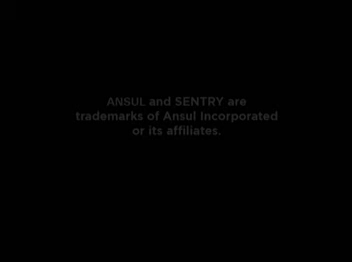 ANSUL and SENTRY are
trademarks of Ansul Incorporated
or its affiliates.